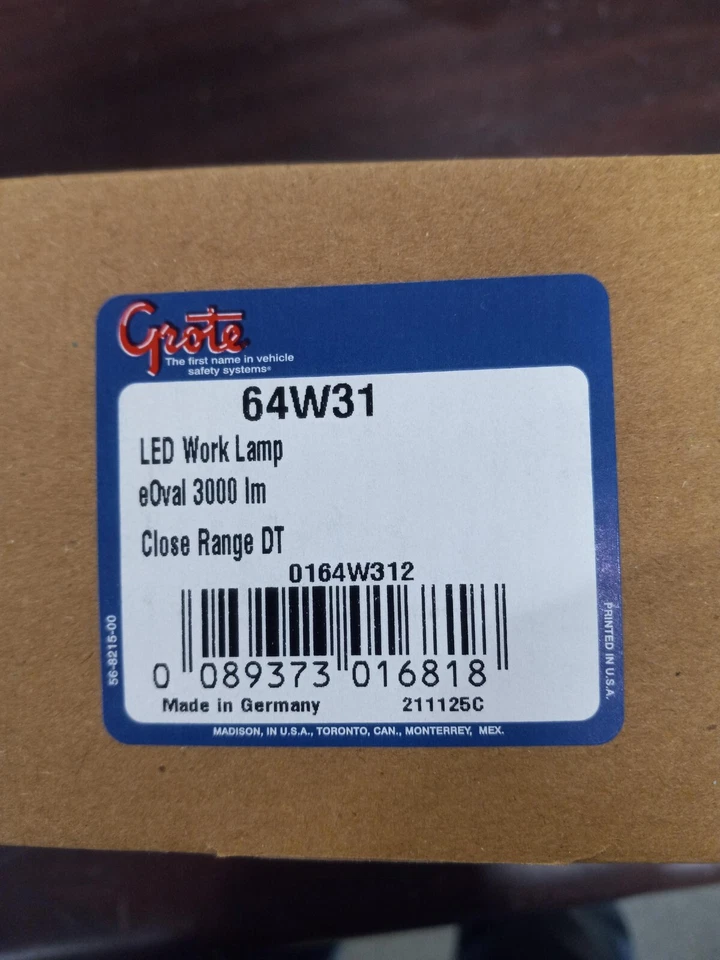 Grote
The first name in vehicle
safety systems®
64W31
LED Work Lamp
eOval 3000 lm
Close Range DT
0164W312
0 089373 016818
Made in Germany 211125C
56-8215-00
PRINTED IN U.S.A.
MADISON, IN U.S.A., TORONTO, CAN., MONTERREY, MEX.